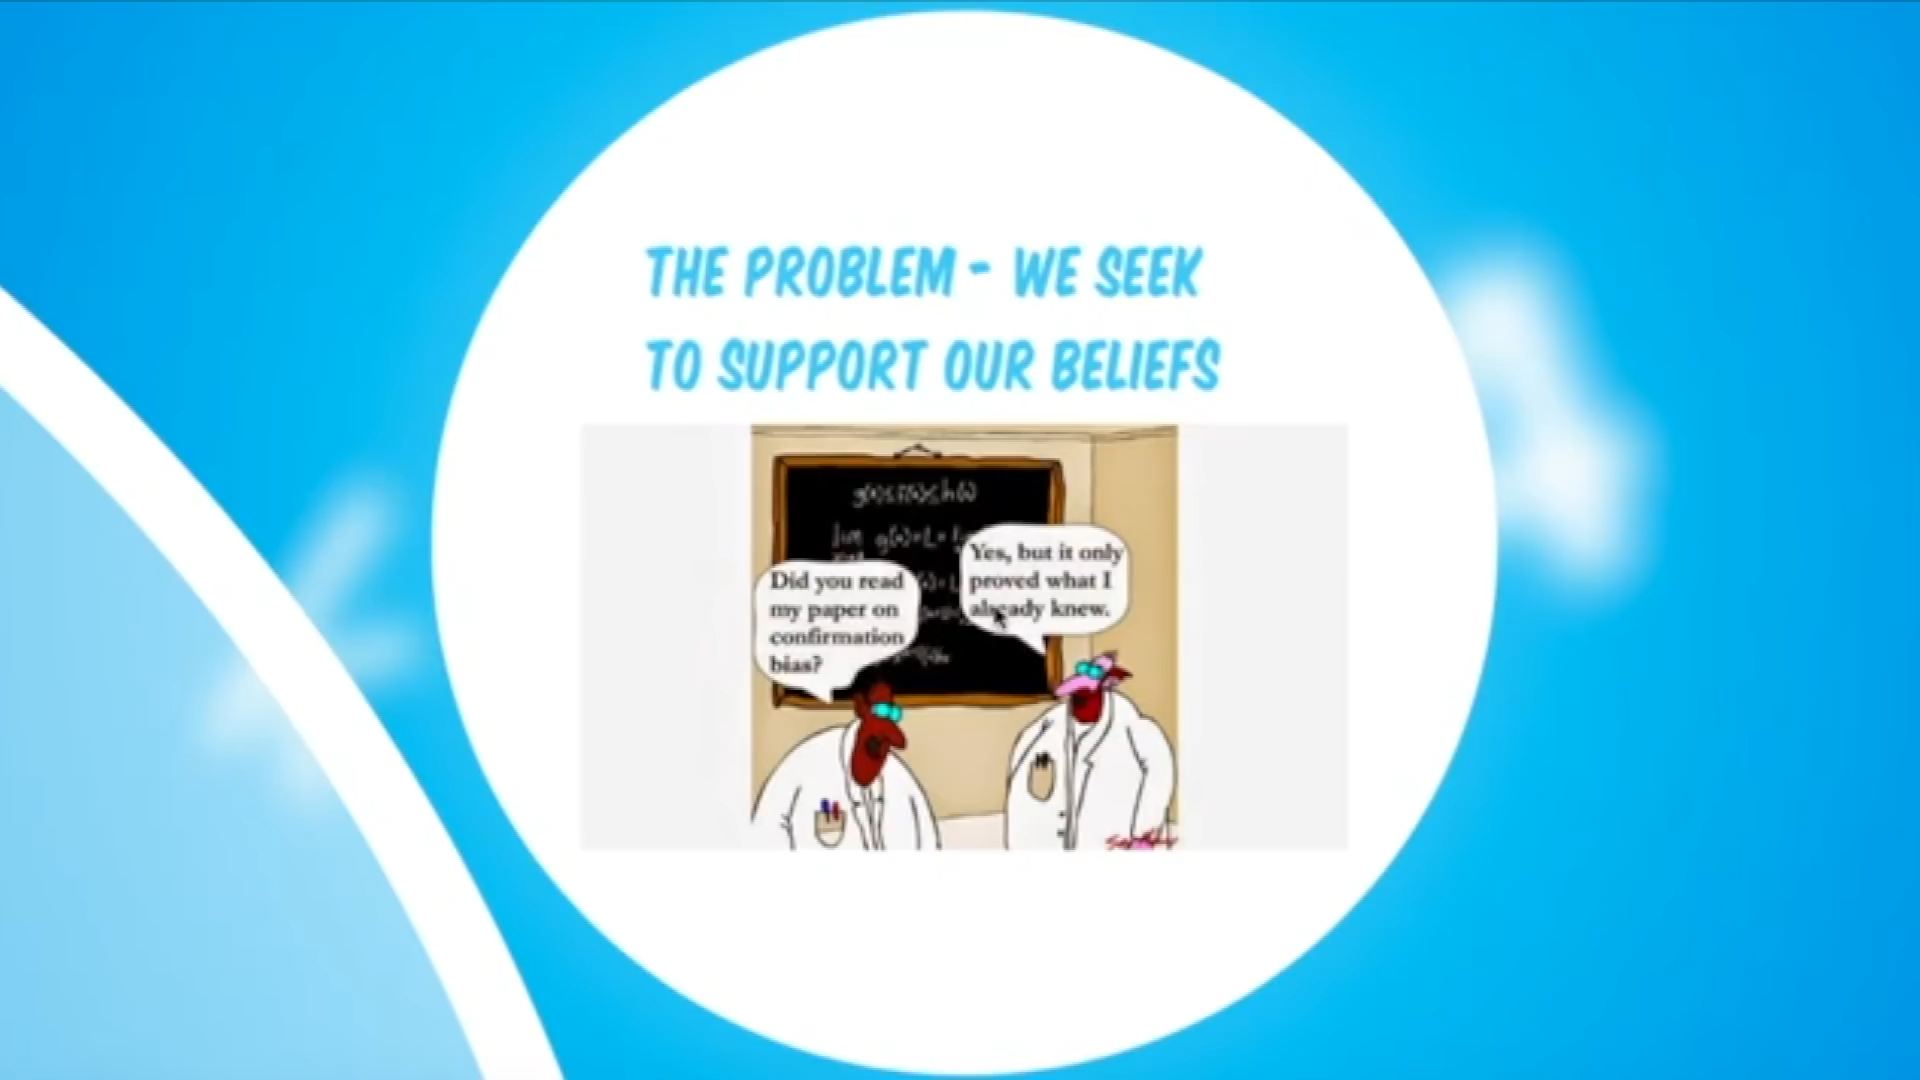 THE PROBLEM - WE SEEK
TO SUPPORT OUR BELIEFS
Did you read
my paper on
confirmation
bias?
Yes, but it only
proved what I
already knew.